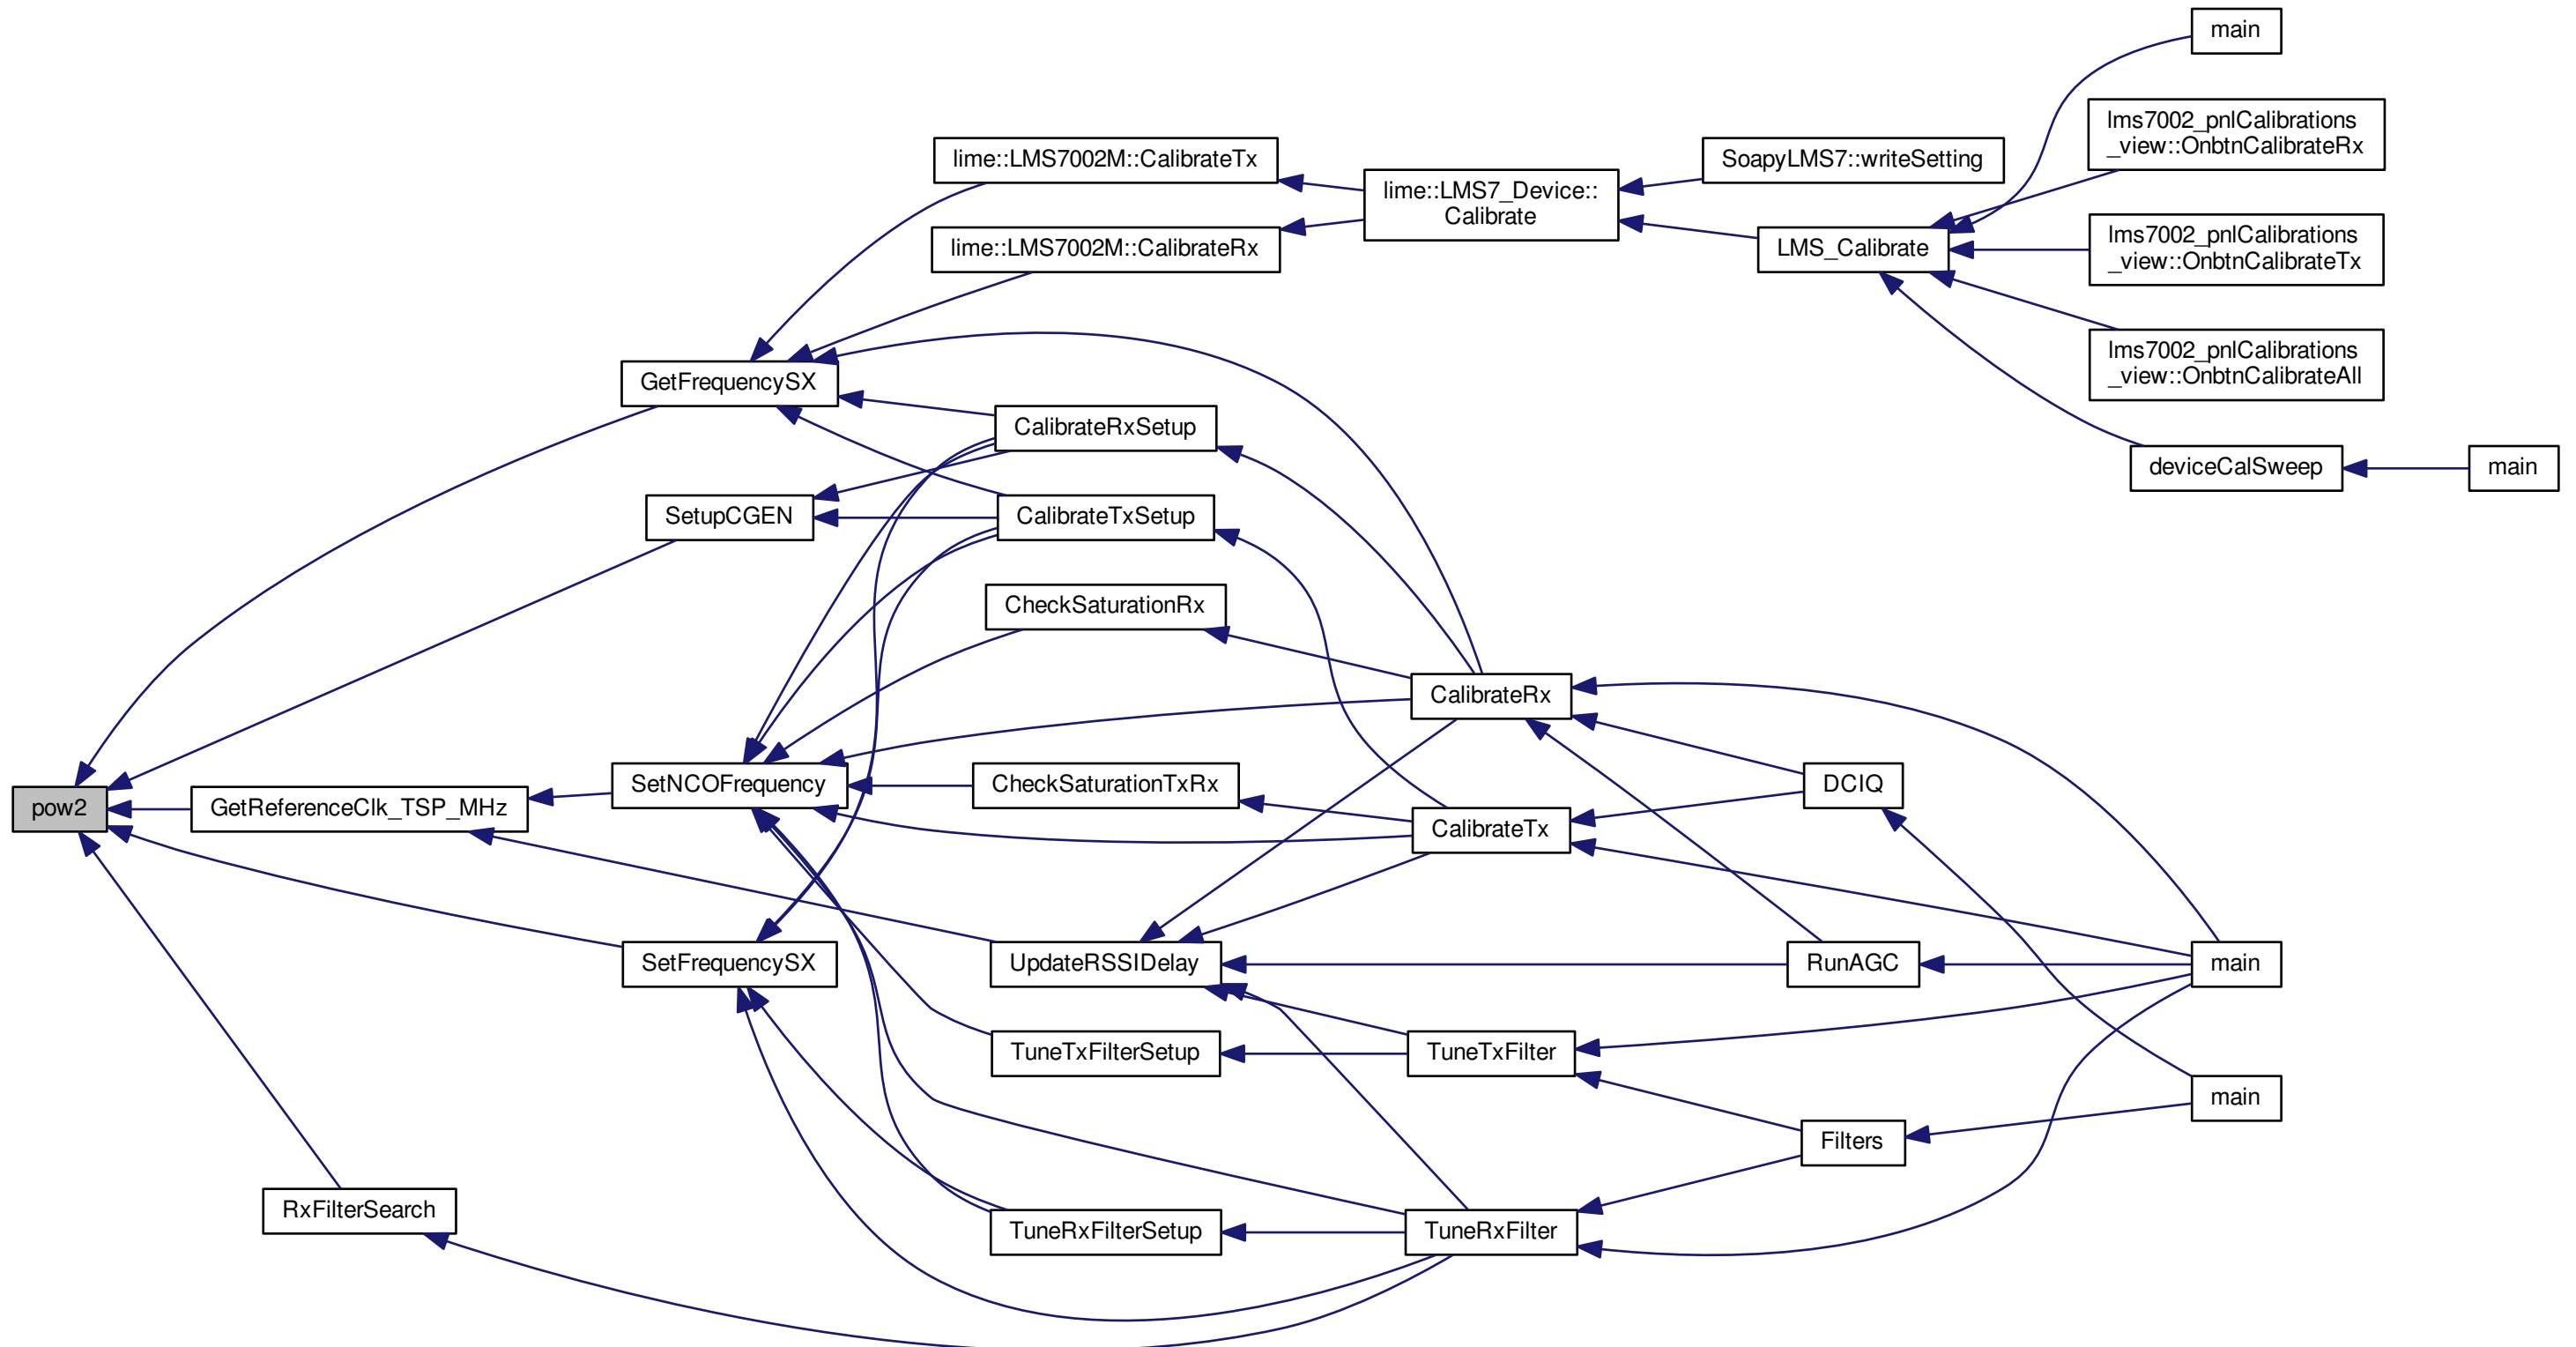 main
lms7002_pnlCalibrations
_view::OnbtnCalibrateRx
lime::LMS7002M::CalibrateTx
SoapyLMS7::writeSetting
lime::LMS7_Device::
Calibrate
lime::LMS7002M::CalibrateRx
LMS_Calibrate
lms7002_pnlCalibrations
_view::OnbtnCalibrateTx
lms7002_pnlCalibrations
_view::OnbtnCalibrateAll
GetFrequencySX
CalibrateRxSetup
deviceCalSweep
main
SetupCGEN
CalibrateTxSetup
CheckSaturationRx
CalibrateRx
pow2
GetReferenceClk_TSP_MHz
SetNCOFrequency
CheckSaturationTxRx
DCIQ
CalibrateTx
SetFrequencySX
UpdateRSSIDelay
RunAGC
main
TuneTxFilterSetup
TuneTxFilter
main
Filters
RxFilterSearch
TuneRxFilterSetup
TuneRxFilter